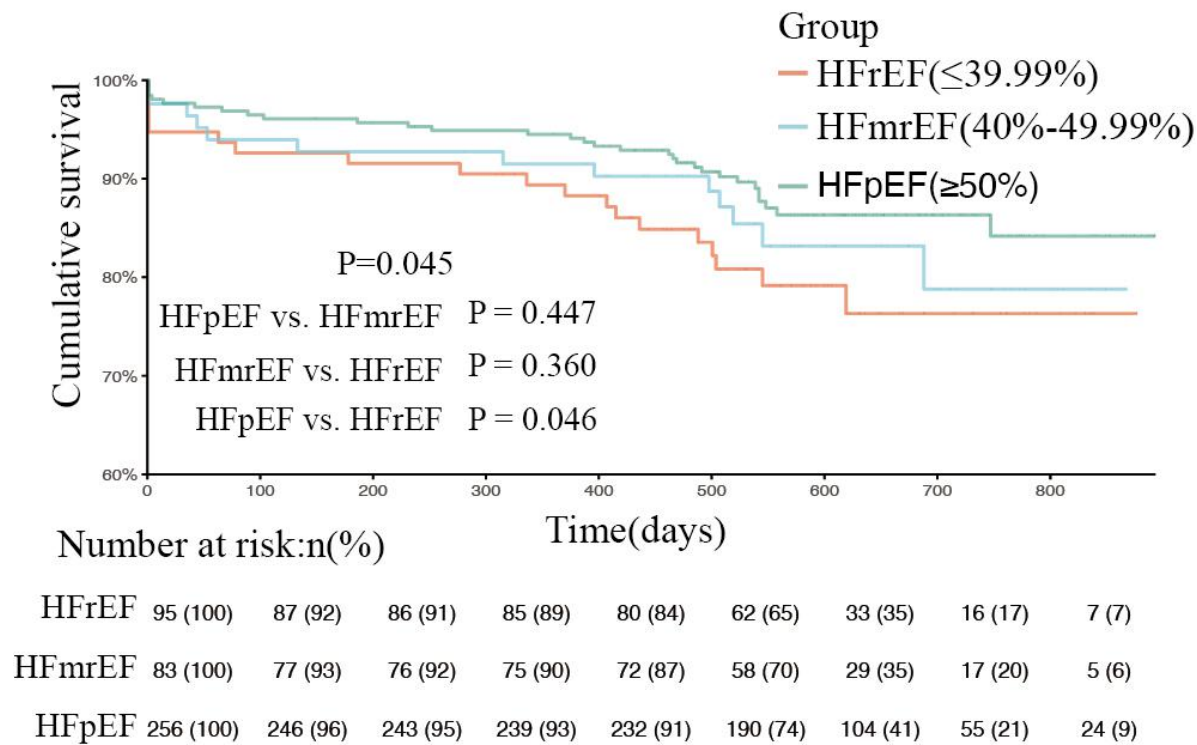 Group
HFrEF(≤39.99%)
HFmrEF(40%-49.99%)
HFpEF(≥50%)
Cumulative survival
100%
90%
80%
70%
60%
P=0.045
HFpEF vs. HFmrEF P = 0.447
HFmrEF vs. HFrEF P = 0.360
HFpEF vs. HFrEF P = 0.046
0 100 200 300 400 500 600 700 800
Time(days)
Number at risk:n(%)
HFrEF 95 (100) 87 (92) 86 (91) 85 (89) 80 (84) 62 (65) 33 (35) 16 (17) 7 (7)
HFmrEF 83 (100) 77 (93) 76 (92) 75 (90) 72 (87) 58 (70) 29 (35) 17 (20) 5 (6)
HFpEF 256 (100) 246 (96) 243 (95) 239 (93) 232 (91) 190 (74) 104 (41) 55 (21) 24 (9)